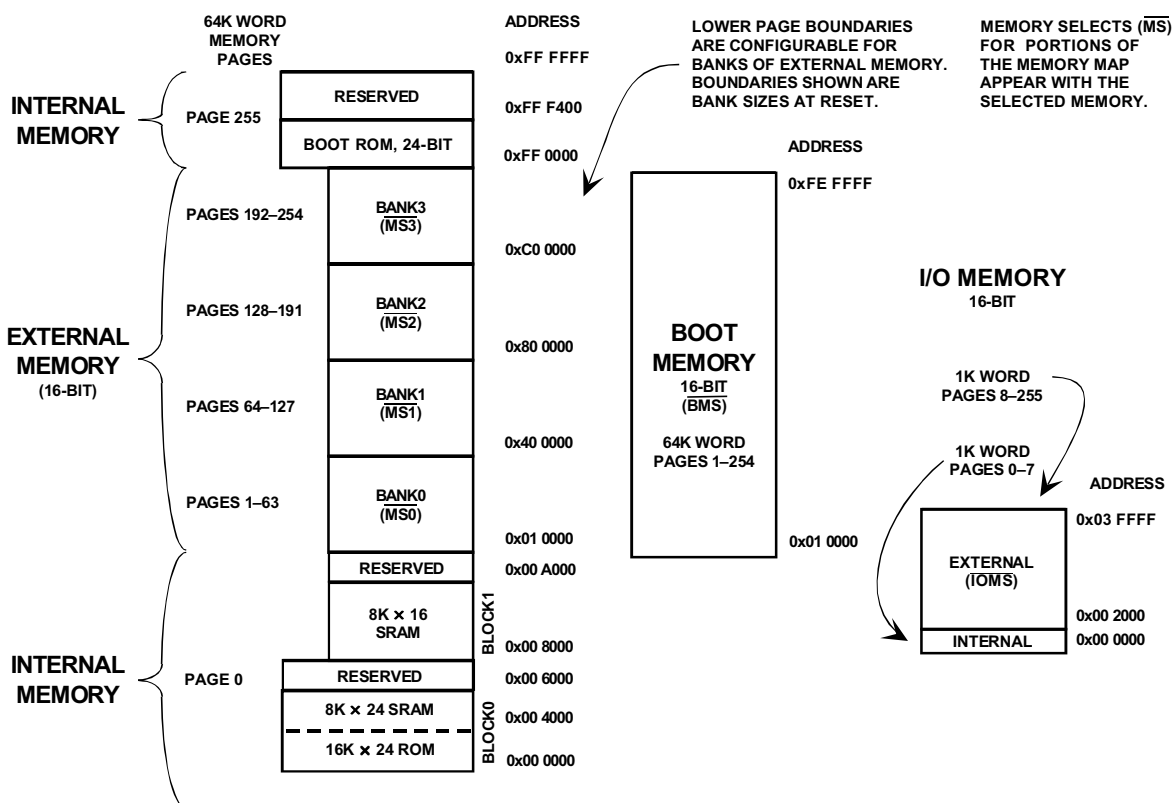 64K WORD
MEMORY
PAGES
ADDRESS
0xFF FFFF
LOWER PAGE BOUNDARIES
ARE CONFIGURABLE FOR
BANKS OF EXTERNAL MEMORY.
BOUNDARIES SHOWN ARE
BANK SIZES AT RESET.
MEMORY SELECTS (MS)
FOR PORTIONS OF
THE MEMORY MAP
APPEAR WITH THE
SELECTED MEMORY.
INTERNAL
MEMORY
PAGE 255
RESERVED
0xFF F400
BOOT ROM, 24-BIT
0xFF 0000
EXTERNAL
MEMORY
(16-BIT)
PAGES 192–254
BANK3
(MS3)
0xC0 0000
PAGES 128–191
BANK2
(MS2)
0x80 0000
PAGES 64–127
BANK1
(MS1)
0x40 0000
PAGES 1–63
BANK0
(MS0)
0x01 0000
INTERNAL
MEMORY
PAGE 0
RESERVED
0x00 A000
8K × 16
SRAM
BLOCK1
0x00 8000
RESERVED
0x00 6000
8K × 24 SRAM
0x00 4000
16K × 24 ROM
BLOCK0
0x00 0000
ADDRESS
0xFE FFFF
BOOT
MEMORY
16-BIT
(BMS)
64K WORD
PAGES 1–254
0x01 0000
I/O MEMORY
16-BIT
1K WORD
PAGES 8–255
1K WORD
PAGES 0–7
ADDRESS
0x03 FFFF
EXTERNAL
(IOMS)
0x00 2000
INTERNAL
0x00 0000